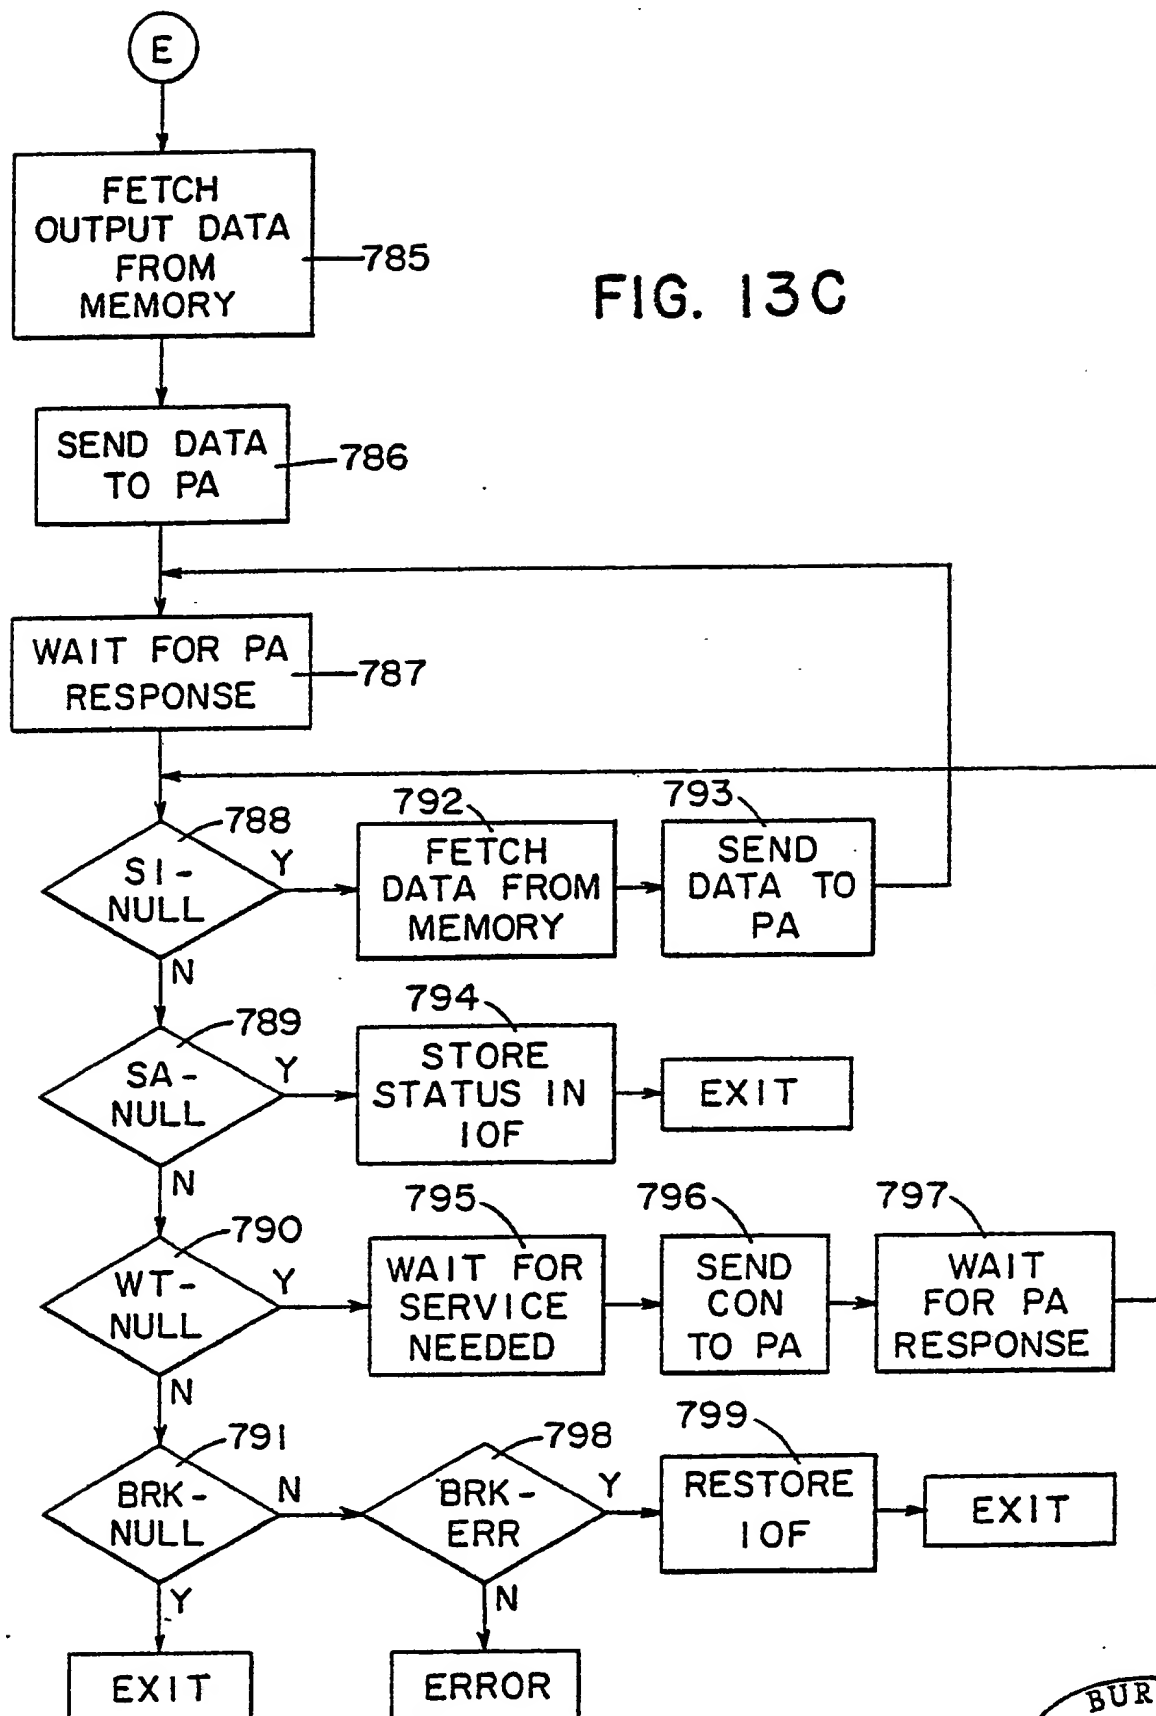 E
FETCH
OUTPUT DATA
FROM
MEMORY
785
FIG. 13C
SEND DATA
TO PA
786
WAIT FOR PA
RESPONSE
787
788
SI-
NULL
Y
N
792
FETCH
DATA FROM
MEMORY
793
SEND
DATA TO
PA
789
SA-
NULL
Y
N
794
STORE
STATUS IN
IOF
EXIT
790
WT-
NULL
Y
N
795
WAIT FOR
SERVICE
NEEDED
796
SEND
CON
TO PA
797
WAIT
FOR PA
RESPONSE
791
BRK-
NULL
N
Y
EXIT
798
BRK-
ERR
Y
N
ERROR
799
RESTORE
IOF
EXIT
BUR